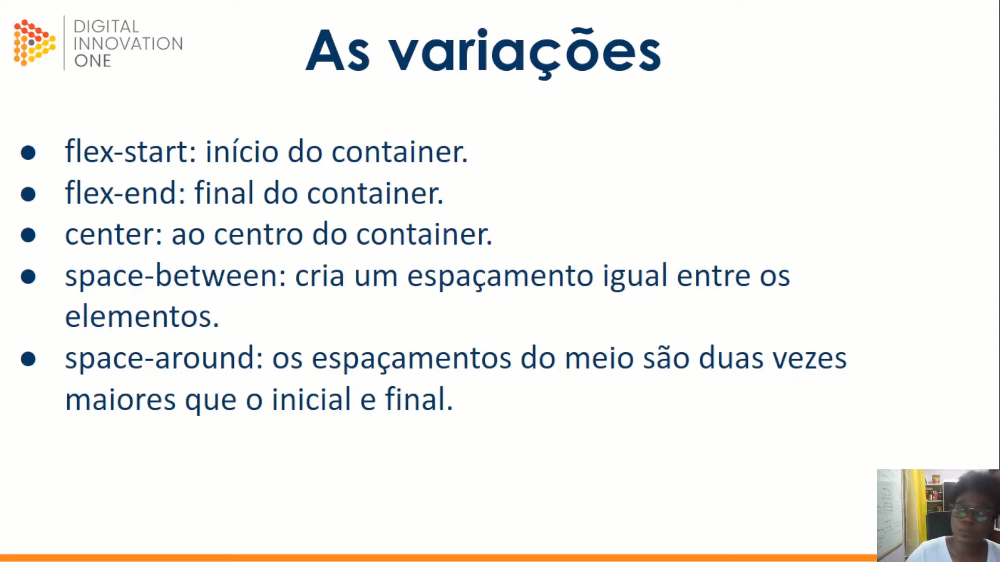 DIGITAL
INNOVATION
ONE
As variações
● flex-start: início do container.
● flex-end: final do container.
● center: ao centro do container.
● space-between: cria um espaçamento igual entre os
elementos.
● space-around: os espaçamentos do meio são duas vezes
maiores que o inicial e final.